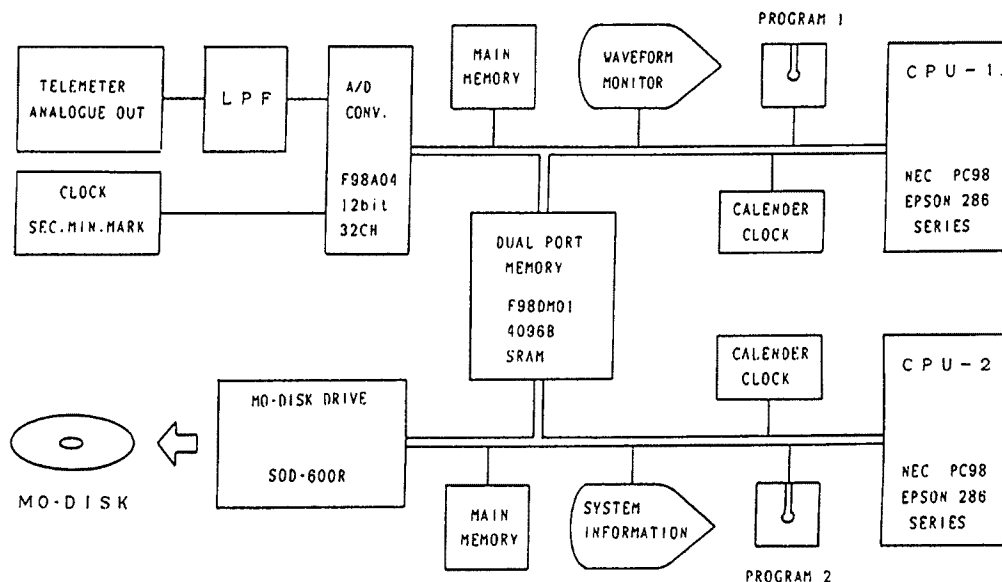 TELEMETER
ANALOGUE OUT
LPF
A/D
CONV.
F98A04
12bit
32CH
CLOCK
SEC.MIN.MARK
MAIN
MEMORY
WAVEFORM
MONITOR
PROGRAM 1
CPU-1
NEC PC98
EPSON 286
SERIES
CALENDER
CLOCK
DUAL PORT
MEMORY
F98DM01
4096B
SRAM
CALENDER
CLOCK
CPU-2
NEC PC98
EPSON 286
SERIES
MO-DISK DRIVE
SOD-600R
MO-DISK
MAIN
MEMORY
SYSTEM
INFORMATION
PROGRAM 2